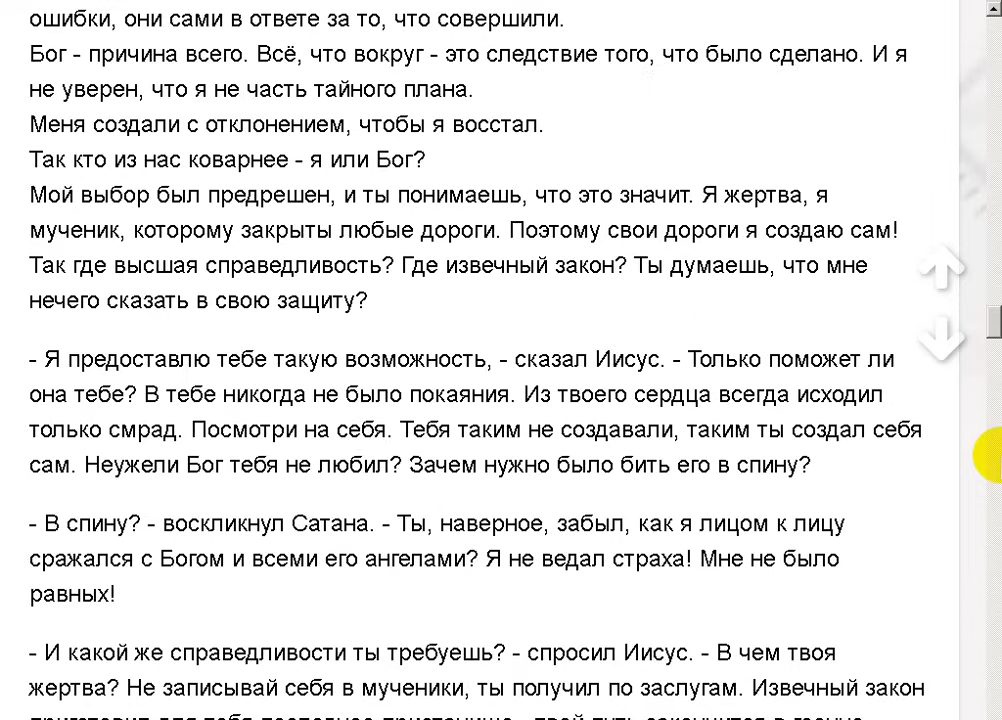 ошибки, они сами в ответе за то, что совершили.
Бог - причина всего. Всё, что вокруг - это следствие того, что было сделано. И я
не уверен, что я не часть тайного плана.
Меня создали с отклонением, чтобы я восстал.
Так кто из нас коварнее - я или Бог?
Мой выбор был предрешен, и ты понимаешь, что это значит. Я жертва, я
мученик, которому закрыты любые дороги. Поэтому свои дороги я создаю сам!
Так где высшая справедливость? Где извечный закон? Ты думаешь, что мне
нечего сказать в свою защиту?
- Я предоставлю тебе такую возможность, - сказал Иисус. - Только поможет ли
она тебе? В тебе никогда не было покаяния. Из твоего сердца всегда исходил
только смрад. Посмотри на себя. Тебя таким не создавали, таким ты создал себя
сам. Неужели Бог тебя не любил? Зачем нужно было бить его в спину?
- В спину? - воскликнул Сатана. - Ты, наверное, забыл, как я лицом к лицу
сражался с Богом и всеми его ангелами? Я не ведал страха! Мне не было
равных!
- И какой же справедливости ты требуешь? - спросил Иисус. - В чем твоя
жертва? Не записывай себя в мученики, ты получил по заслугам. Извечный закон